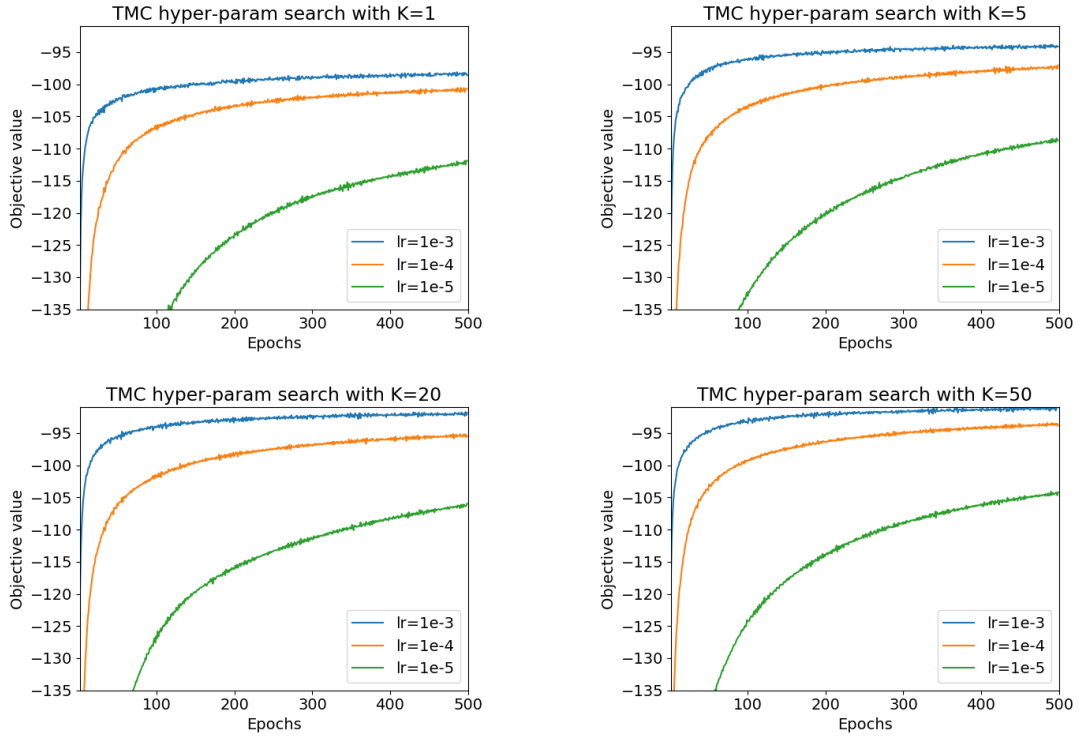 TMC hyper-param search with K=1
−95
−100
−105
−110
−115
−120
−125
−130
−135
Objective value
100 200 300 400 500
Epochs
lr=1e-3
lr=1e-4
lr=1e-5
TMC hyper-param search with K=5
−95
−100
−105
−110
−115
−120
−125
−130
−135
Objective value
100 200 300 400 500
Epochs
lr=1e-3
lr=1e-4
lr=1e-5
TMC hyper-param search with K=20
−95
−100
−105
−110
−115
−120
−125
−130
−135
Objective value
100 200 300 400 500
Epochs
lr=1e-3
lr=1e-4
lr=1e-5
TMC hyper-param search with K=50
−95
−100
−105
−110
−115
−120
−125
−130
−135
Objective value
100 200 300 400 500
Epochs
lr=1e-3
lr=1e-4
lr=1e-5